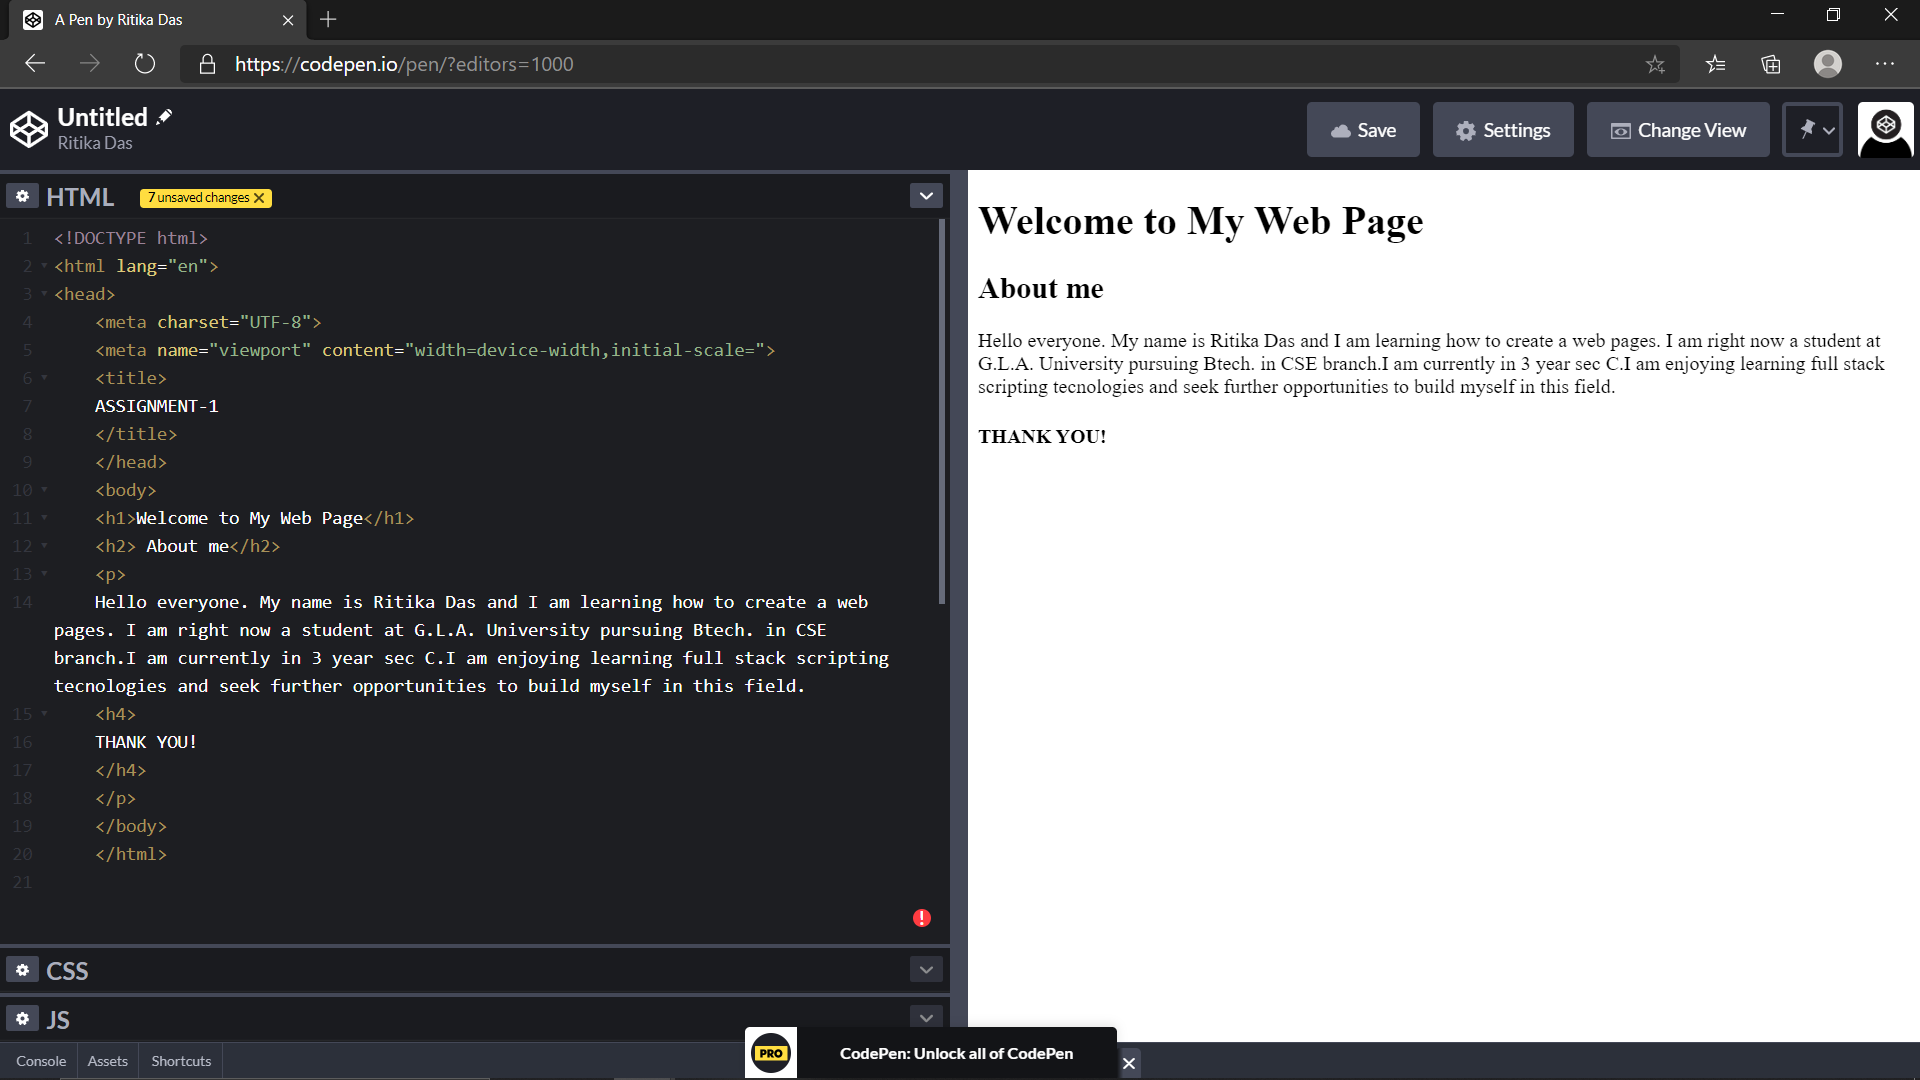 A Pen by Ritika Das
https://codepen.io/pen/?editors=1000
Untitled
Ritika Das
Save
Settings
Change View
HTML
7 unsaved changes
1 <!DOCTYPE html>
2 <html lang="en">
3 <head>
4 <meta charset="UTF-8">
5 <meta name="viewport" content="width=device-width,initial-scale=">
6 <title>
7 ASSIGNMENT-1
8 </title>
9 </head>
10 <body>
11 <h1>Welcome to My Web Page</h1>
12 <h2> About me</h2>
13 <p>
14 Hello everyone. My name is Ritika Das and I am learning how to create a web
pages. I am right now a student at G.L.A. University pursuing Btech. in CSE
branch.I am currently in 3 year sec C.I am enjoying learning full stack scripting
tecnologies and seek further opportunities to build myself in this field.
15 <h4>
16 THANK YOU!
17 </h4>
18 </p>
19 </body>
20 </html>
21
CSS
JS
Console Assets Shortcuts
Welcome to My Web Page
About me
Hello everyone. My name is Ritika Das and I am learning how to create a web pages. I am right now a student at
G.L.A. University pursuing Btech. in CSE branch.I am currently in 3 year sec C.I am enjoying learning full stack
scripting tecnologies and seek further opportunities to build myself in this field.
THANK YOU!
PRO
CodePen: Unlock all of CodePen